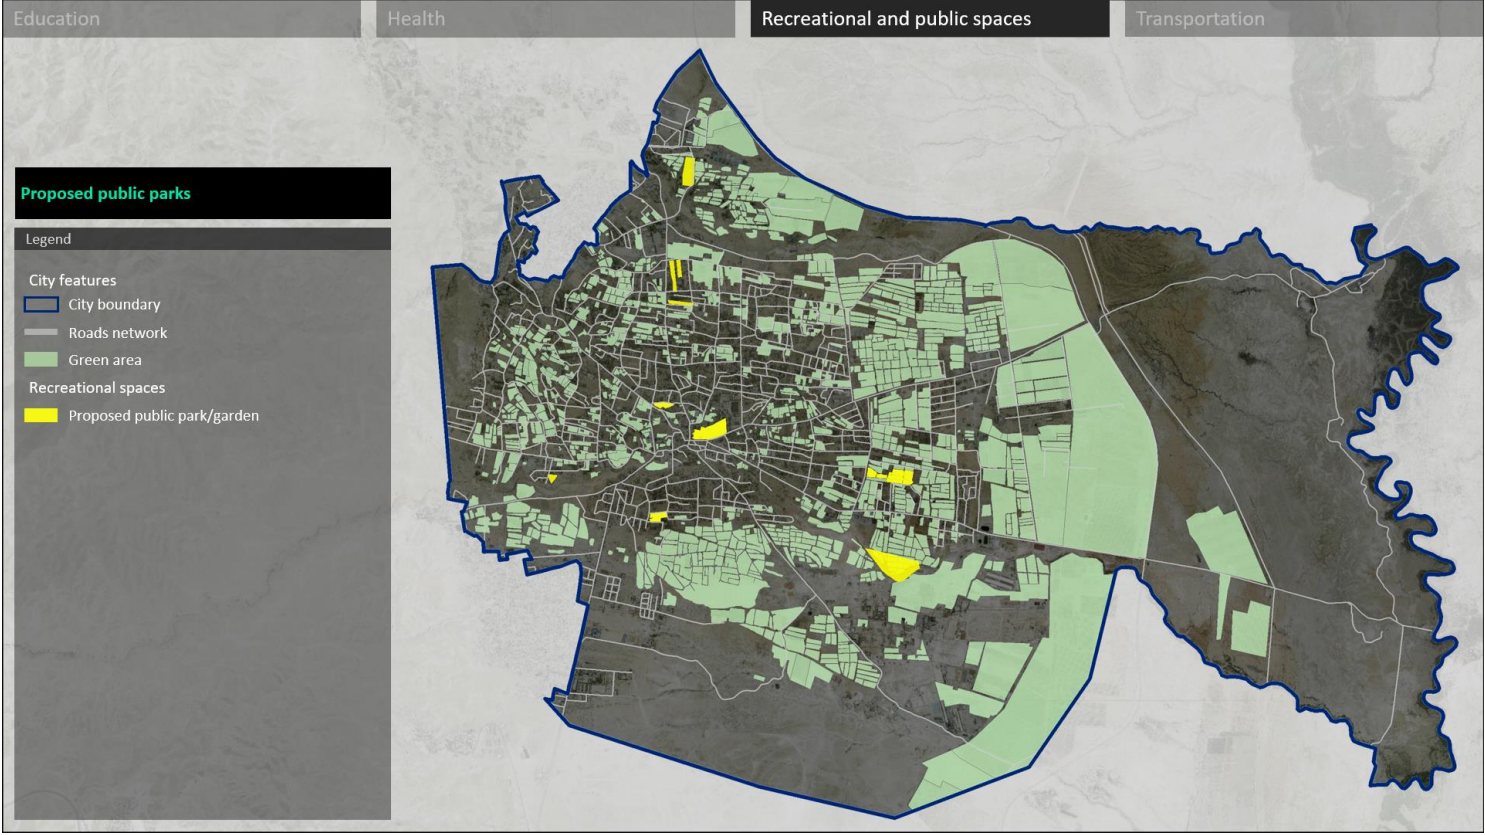 Education
Health
Recreational and public spaces
Transportation
Proposed public parks
Legend
City features
City boundary
Roads network
Green area
Recreational spaces
Proposed public park/garden